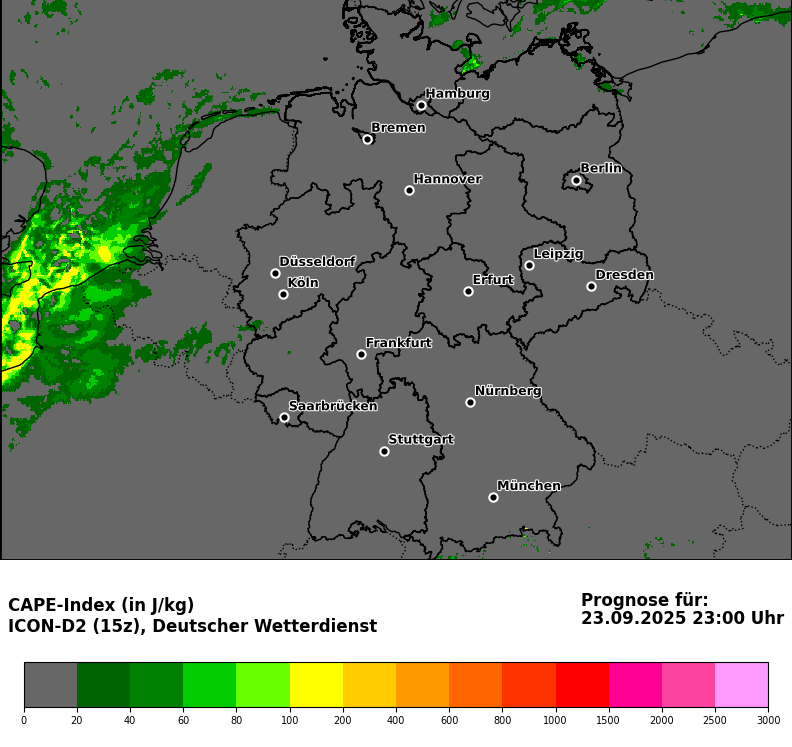 Hamburg
Bremen
Berlin
Hannover
Leipzig
Düsseldorf
Dresden
Köln
Erfurt
Frankfurt
Nürnberg
Saarbrücken
Stuttgart
München
CAPE-Index (in J/kg)
ICON-D2 (15z), Deutscher Wetterdienst
Prognose für:
23.09.2025 23:00 Uhr
0 20 40 60 80 100 200 400 600 800 1000 1500 2000 2500 3000